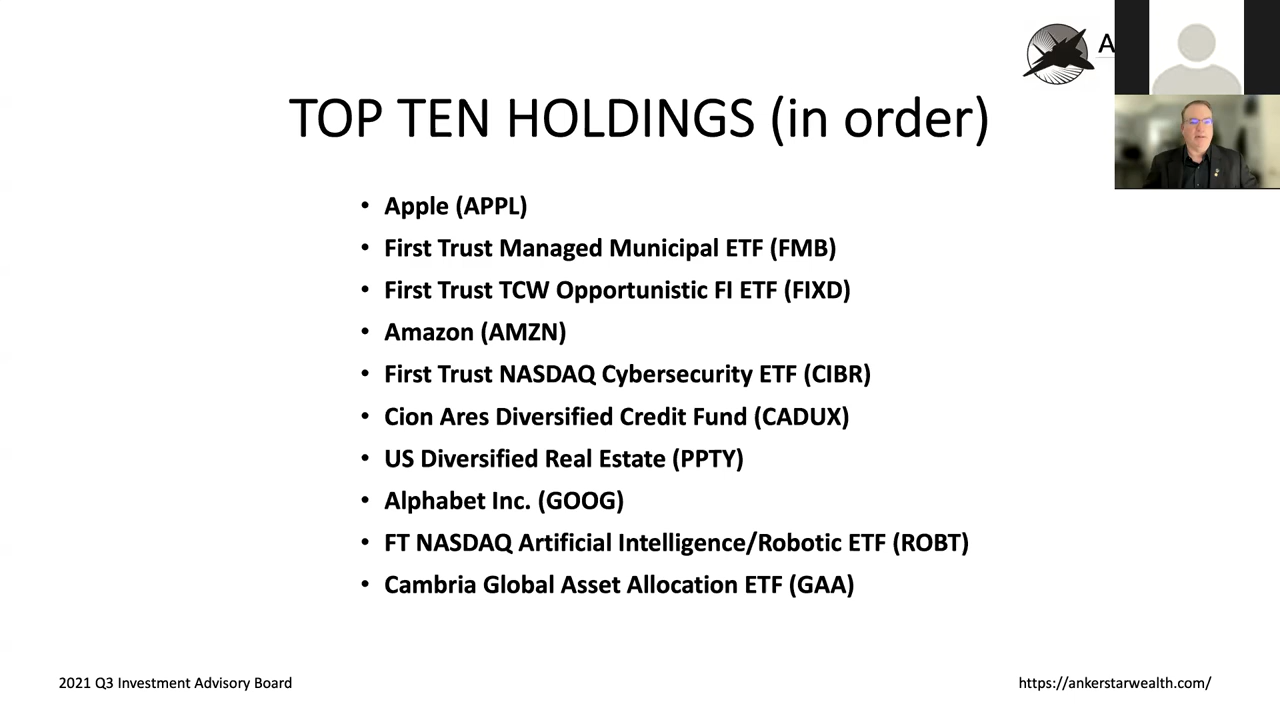 A
TOP TEN HOLDINGS (in order)
• Apple (APPL)
• First Trust Managed Municipal ETF (FMB)
• First Trust TCW Opportunistic FI ETF (FIXD)
• Amazon (AMZN)
• First Trust NASDAQ Cybersecurity ETF (CIBR)
• Cion Ares Diversified Credit Fund (CADUX)
• US Diversified Real Estate (PPTY)
• Alphabet Inc. (GOOG)
• FT NASDAQ Artificial Intelligence/Robotic ETF (ROBT)
• Cambria Global Asset Allocation ETF (GAA)
2021 Q3 Investment Advisory Board
https://ankerstarwealth.com/